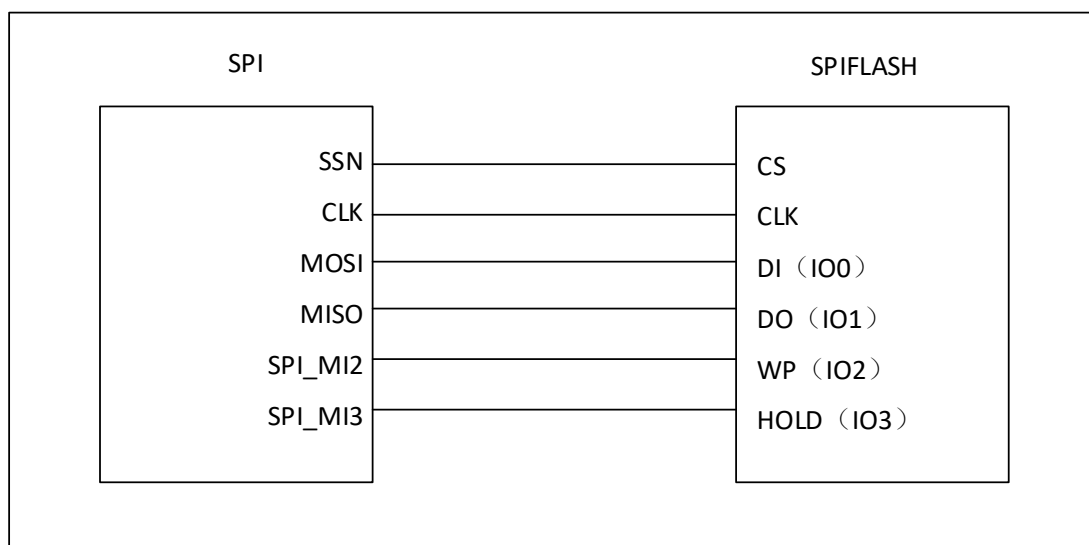 SPI
SPIFLASH
SSN
CLK
MOSI
MISO
SPI_MI2
SPI_MI3
CS
CLK
DI（IO0）
DO（IO1）
WP（IO2）
HOLD（IO3）